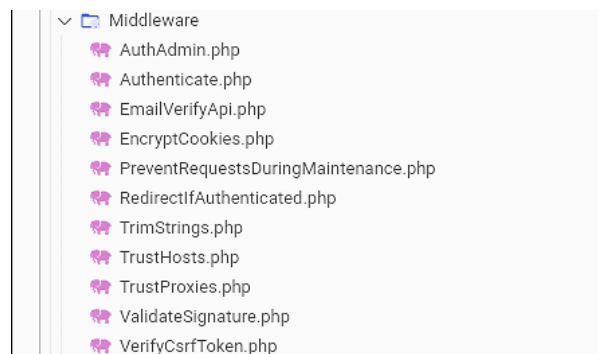 Middleware
AuthAdmin.php
Authenticate.php
EmailVerifyApi.php
EncryptCookies.php
PreventRequestsDuringMaintenance.php
RedirectIfAuthenticated.php
TrimStrings.php
TrustHosts.php
TrustProxies.php
ValidateSignature.php
VerifyCsrfToken.php